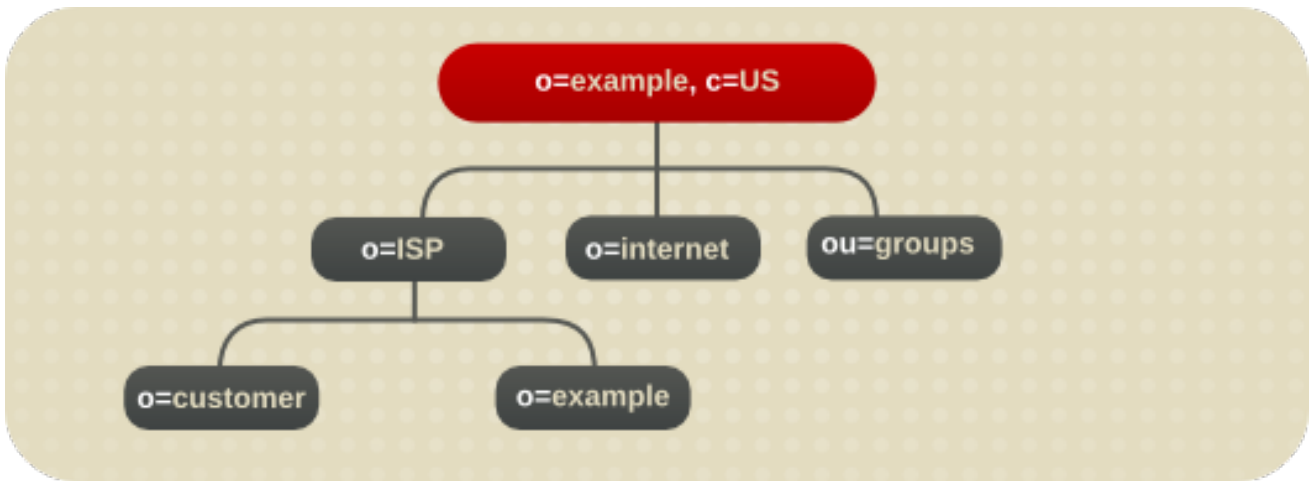 o=example, c=US
o=ISP
o=internet
ou=groups
o=customer
o=example